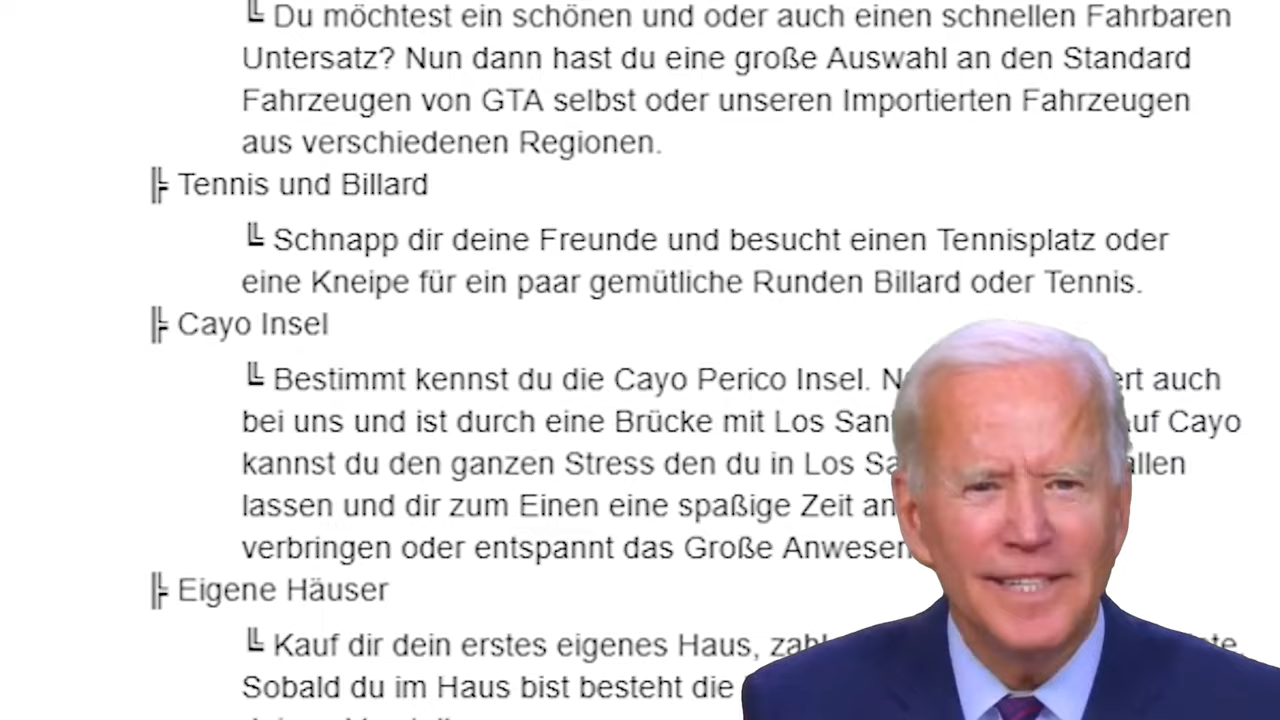 ╚ Du möchtest ein schönen und oder auch einen schnellen Fahrbaren
Untersatz? Nun dann hast du eine große Auswahl an den Standard
Fahrzeugen von GTA selbst oder unseren Importierten Fahrzeugen
aus verschiedenen Regionen.
╠ Tennis und Billard
╚ Schnapp dir deine Freunde und besucht einen Tennisplatz oder
eine Kneipe für ein paar gemütliche Runden Billard oder Tennis.
╠ Cayo Insel
╚ Bestimmt kennst du die Cayo Perico Insel. auch
bei uns und ist durch eine Brücke mit Los Cayo
kannst du den ganzen Stress den du in Los
lassen und dir zum Einen eine spaßige Zeit
verbringen oder entspannt das Große
╠ Eigene Häuser
╚ Kauf dir dein erstes eigenes Haus,
Sobald du im Haus bist besteht die